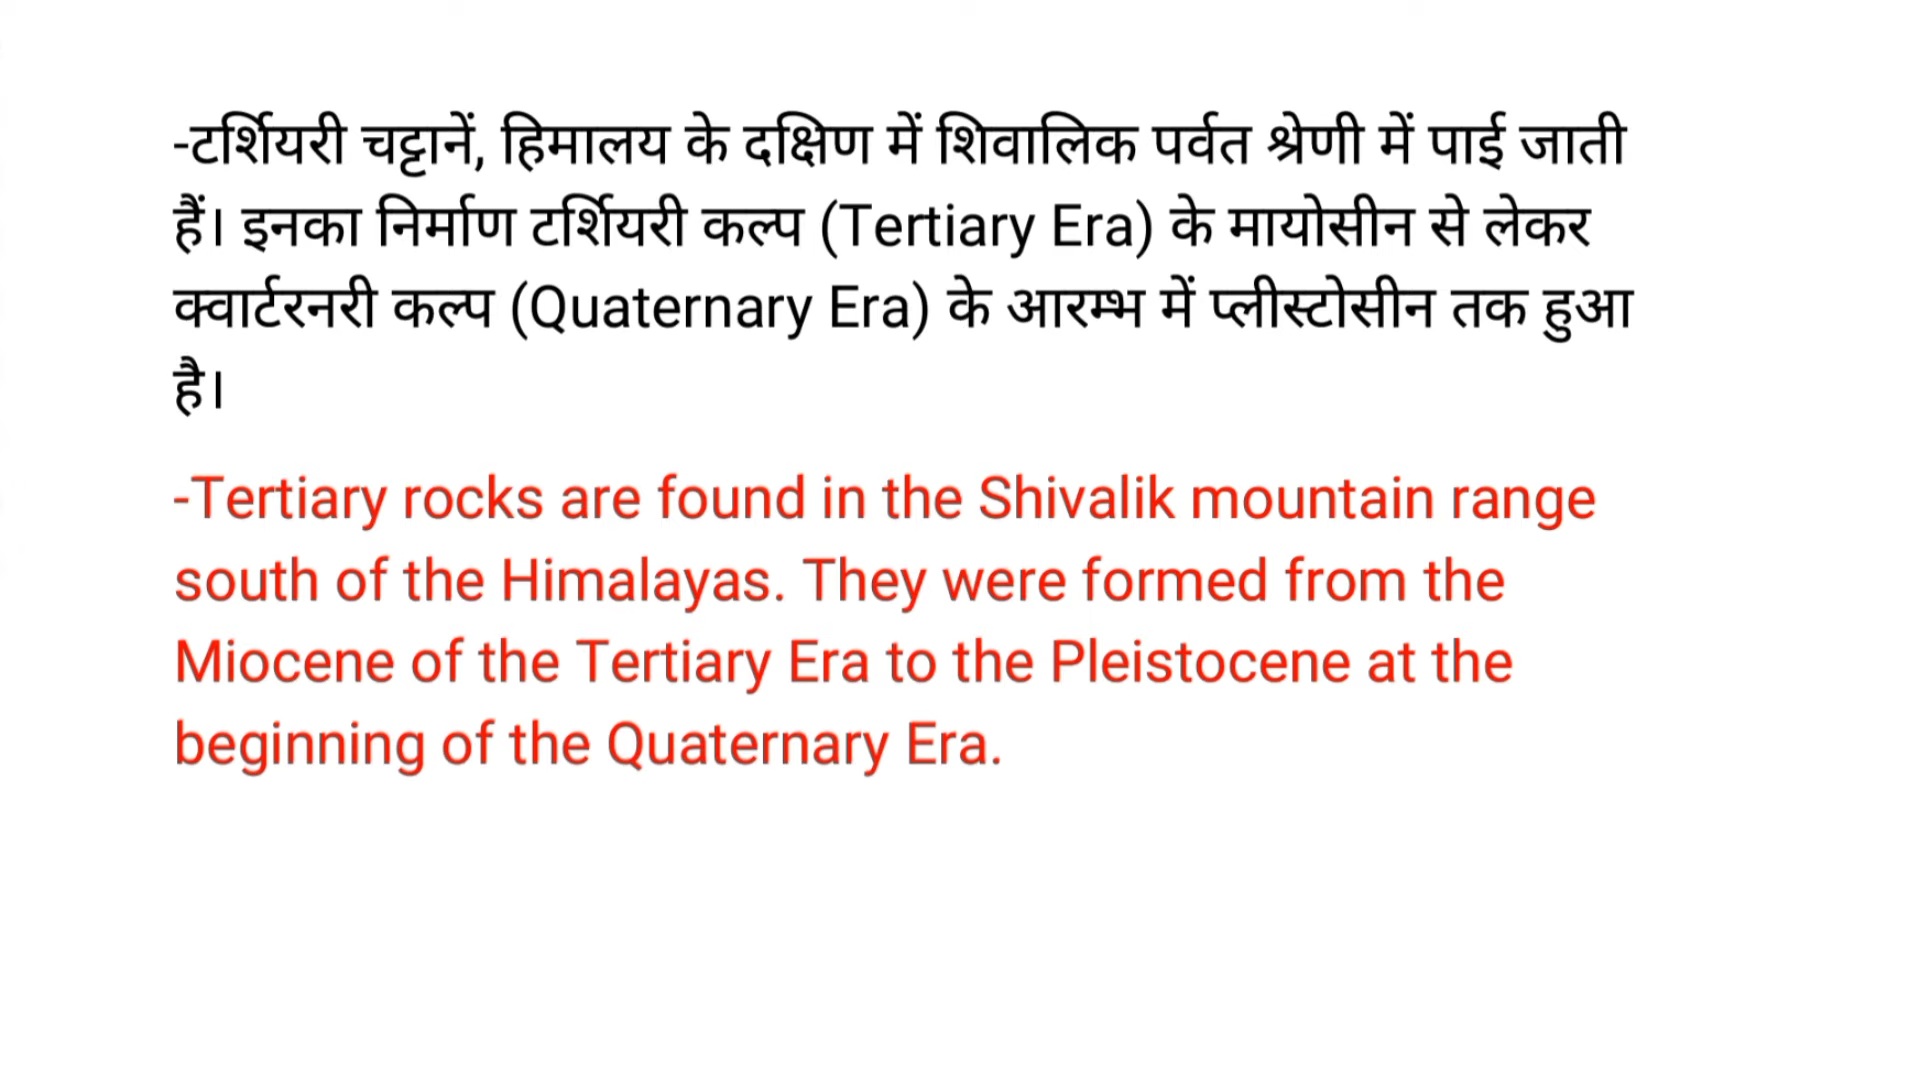 -टर्शियरी चट्टानें, हिमालय के दक्षिण में शिवालिक पर्वत श्रेणी में पाई जाती
हैं। इनका निर्माण टर्शियरी कल्प (Tertiary Era) के मायोसीन से लेकर
क्वार्टरनरी कल्प (Quaternary Era) के आरम्भ में प्लीस्टोसीन तक हुआ
है।
-Tertiary rocks are found in the Shivalik mountain range
south of the Himalayas. They were formed from the
Miocene of the Tertiary Era to the Pleistocene at the
beginning of the Quaternary Era.